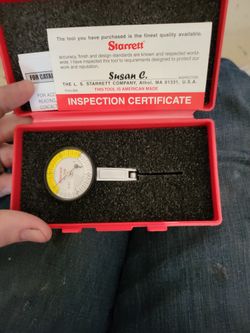 The tool you have purchased is the finest quality available.
Starrett
accuracy, finish and design standards are known and respected world-
wide. I have inspected this tool to requirements designed to protect our
work and reputation.
Susan C.
INSPECTOR
THE L. S. STARRETT COMPANY, Athol, MA 01331, U.S.A.
THIS TOOL IS AMERICAN MADE
INSPECTION CERTIFICATE
FOR CATAL